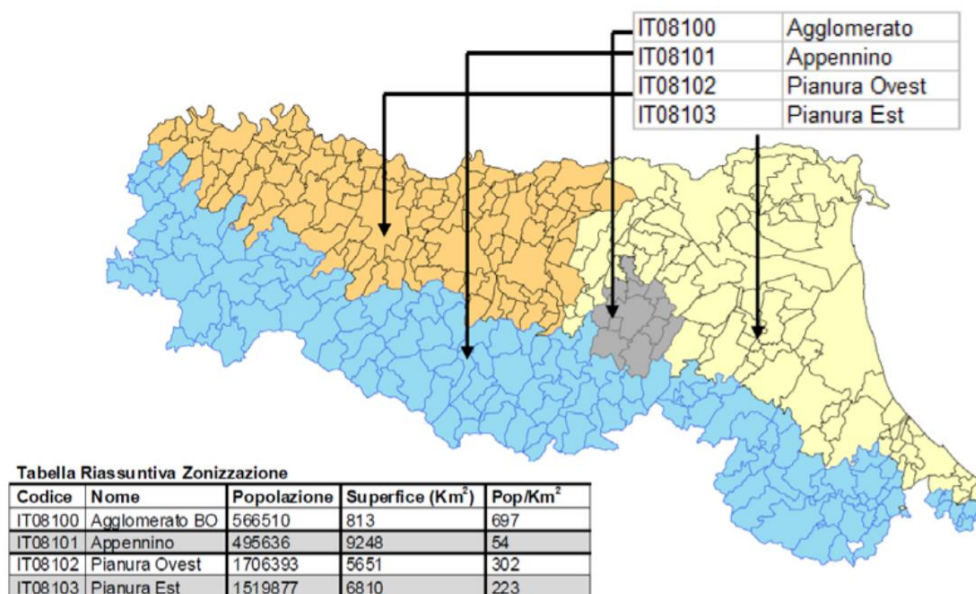 IT08100 Agglomerato
IT08101 Appennino
IT08102 Pianura Ovest
IT08103 Pianura Est
Tabella Riassuntiva Zonizzazione
Codice Nome Popolazione Superfice (Km²) Pop/Km²
IT08100 Agglomerato BO 566510 813 697
IT08101 Appennino 495636 9248 54
IT08102 Pianura Ovest 1706393 5651 302
IT08103 Pianura Est 1519877 6810 223